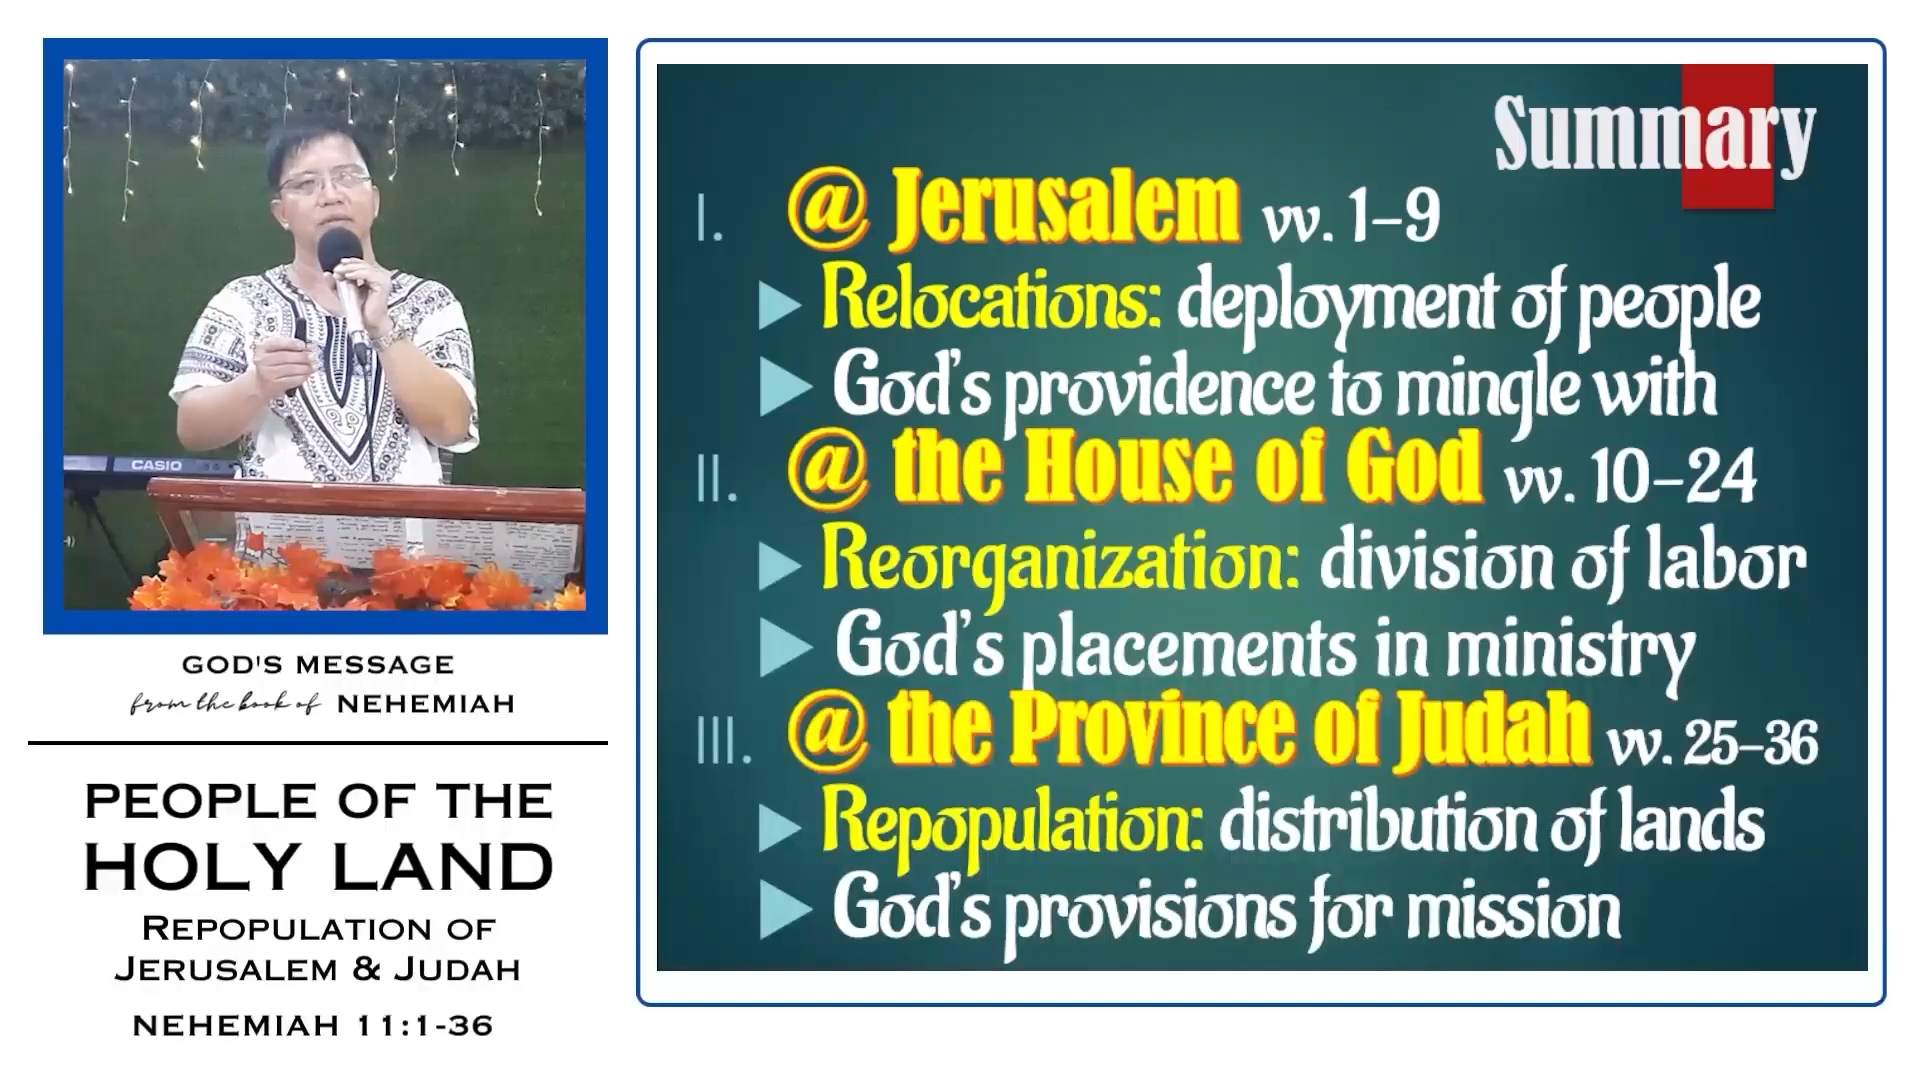 CASIO
GOD'S MESSAGE
from the book of NEHEMIAH
PEOPLE OF THE
HOLY LAND
REPOPULATION OF
JERUSALEM & JUDAH
NEHEMIAH 11:1-36
Summary
I. @ Jerusalem vv. 1–9
Relocations: deployment of people
God's providence to mingle with
II. @ the House of God vv. 10–24
Reorganization: division of labor
God's placements in ministry
III. @ the Province of Judah vv. 25–36
Repopulation: distribution of lands
God's provisions for mission